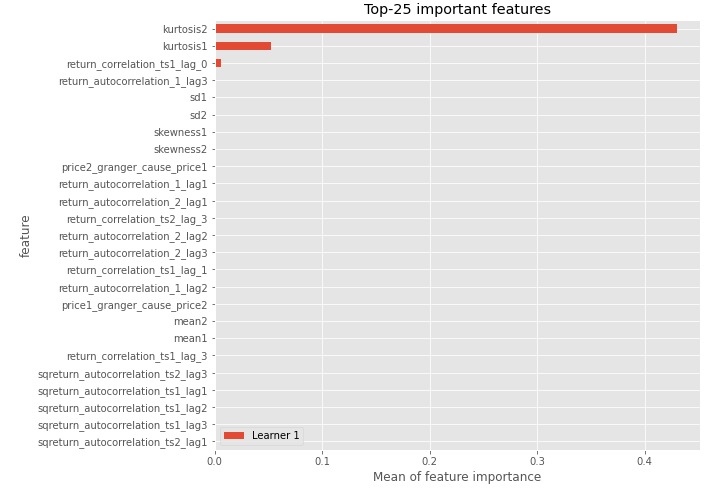 Top-25 important features
kurtosis2
kurtosis1
return_correlation_ts1_lag_0
return_autocorrelation_1_lag3
sd1
sd2
skewness1
skewness2
price2_granger_cause_price1
return_autocorrelation_1_lag1
return_autocorrelation_2_lag1
return_correlation_ts2_lag_3
return_autocorrelation_2_lag2
return_autocorrelation_2_lag3
return_correlation_ts1_lag_1
return_autocorrelation_1_lag2
price1_granger_cause_price2
mean2
mean1
return_correlation_ts1_lag_3
sqreturn_autocorrelation_ts2_lag3
sqreturn_autocorrelation_ts1_lag1
sqreturn_autocorrelation_ts1_lag2
sqreturn_autocorrelation_ts1_lag3
sqreturn_autocorrelation_ts2_lag1
feature
Learner 1
0.0 0.1 0.2 0.3 0.4
Mean of feature importance